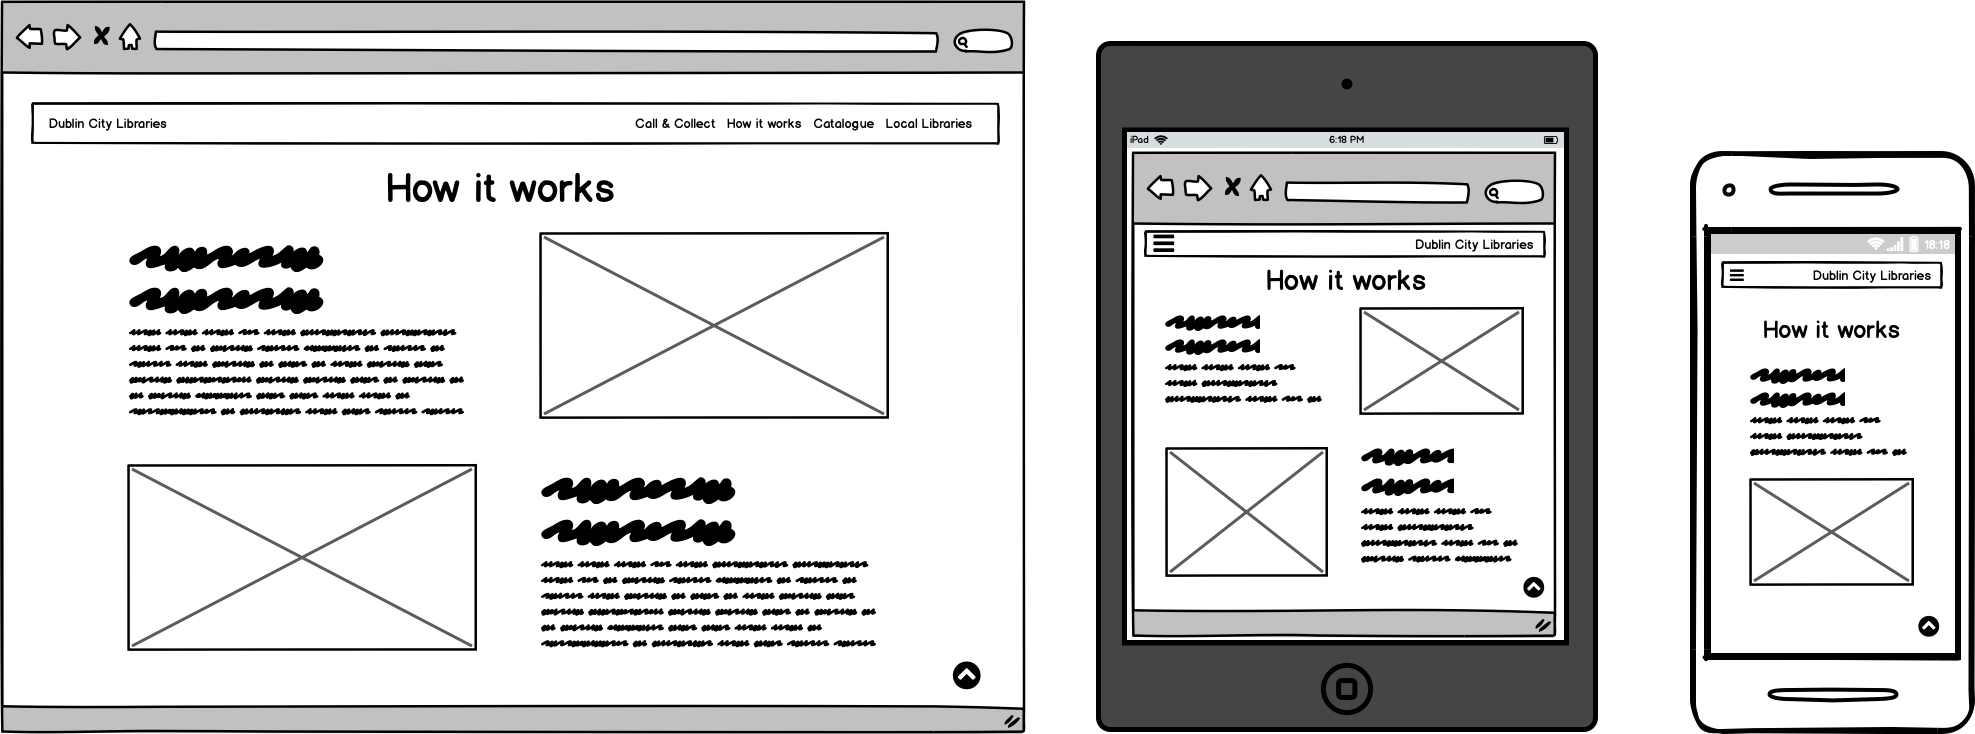 Dublin City Libraries
Call & Collect How it works Catalogue Local Libraries
How it works
iPad 6:18 PM
Dublin City Libraries
How it works
18:18
Dublin City Libraries
How it works